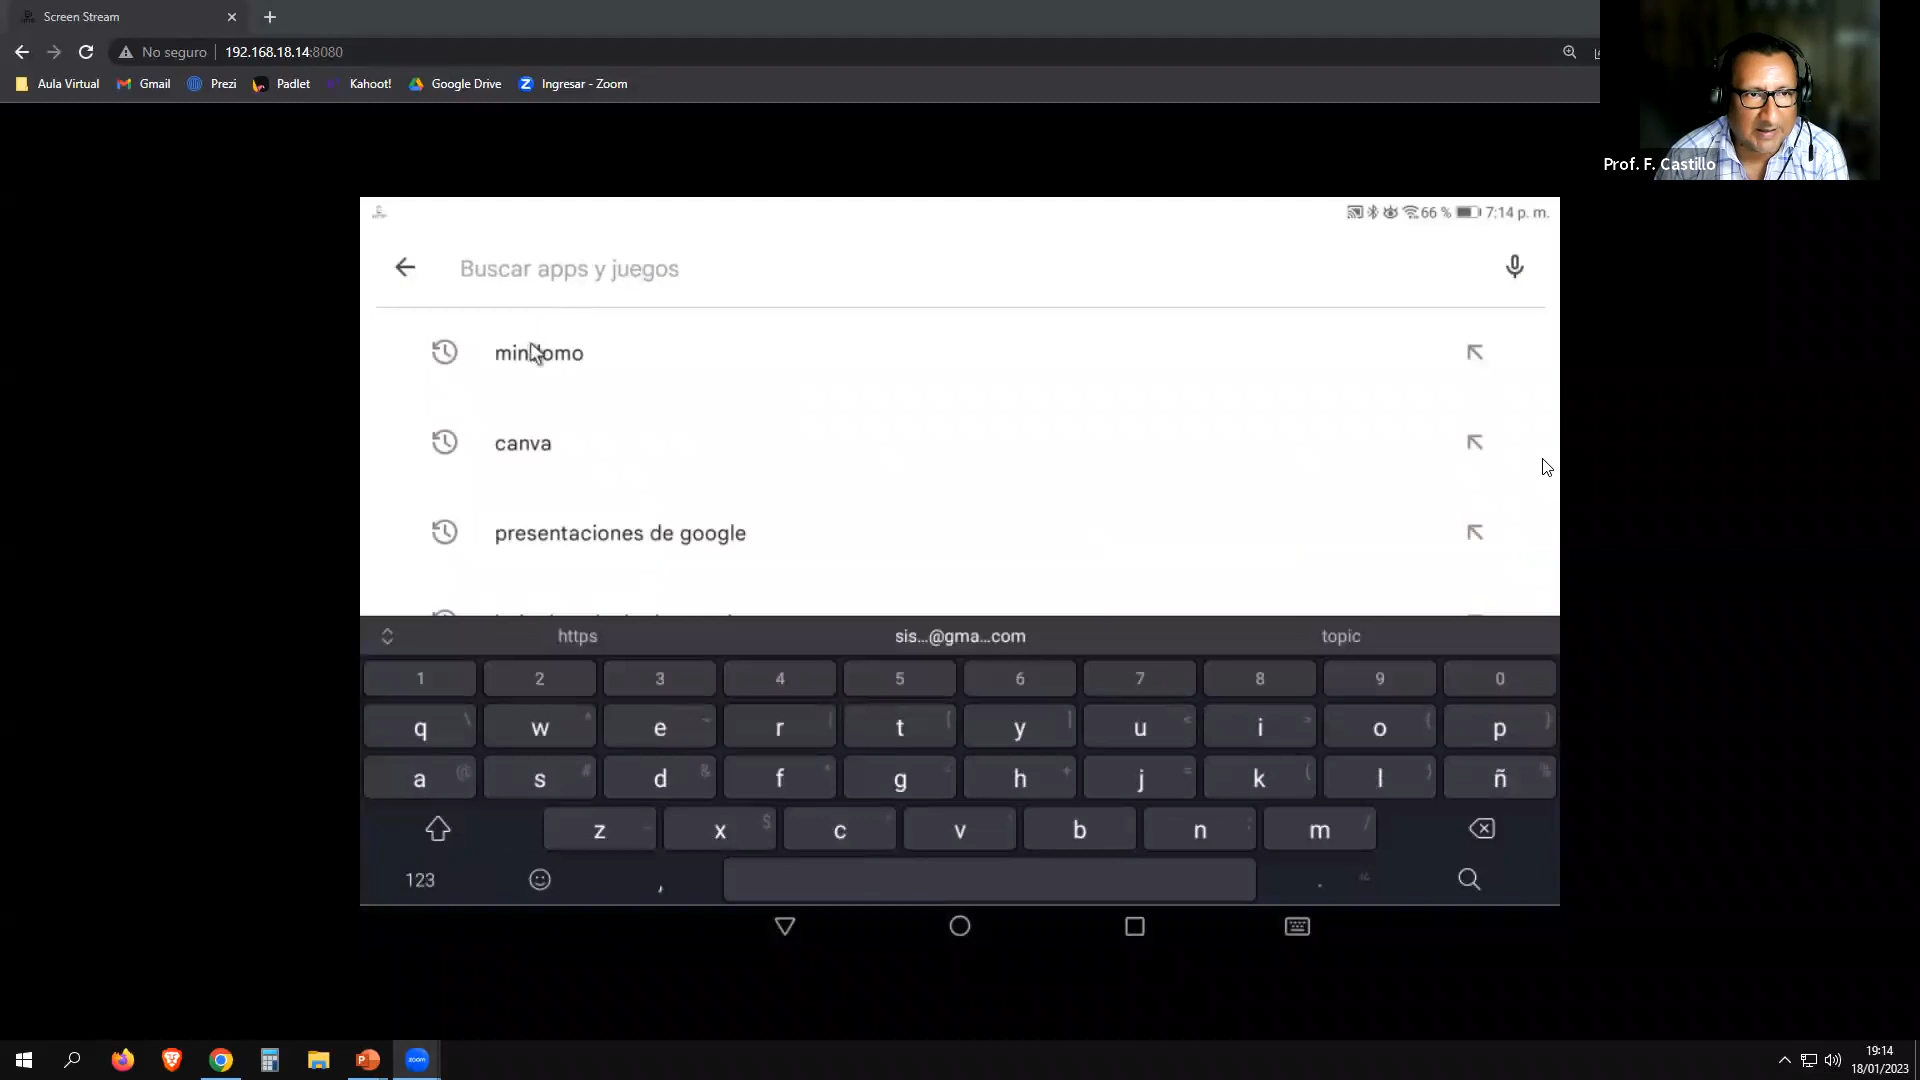 Screen Stream
No seguro 192.168.18.14:8080
Aula Virtual Gmail Prezi Padlet Kahoot! Google Drive Ingresar - Zoom
Prof. F. Castillo
66 % 7:14 p. m.
Buscar apps y juegos
canva
presentaciones de google
https sis...@gma...com topic
1 2 3 4 5 6 7 8 9 0
q w e r t y u i o p
a s d f g h j k l ñ
z x c v b n m
123 , .
zoom
19:14
18/01/2023